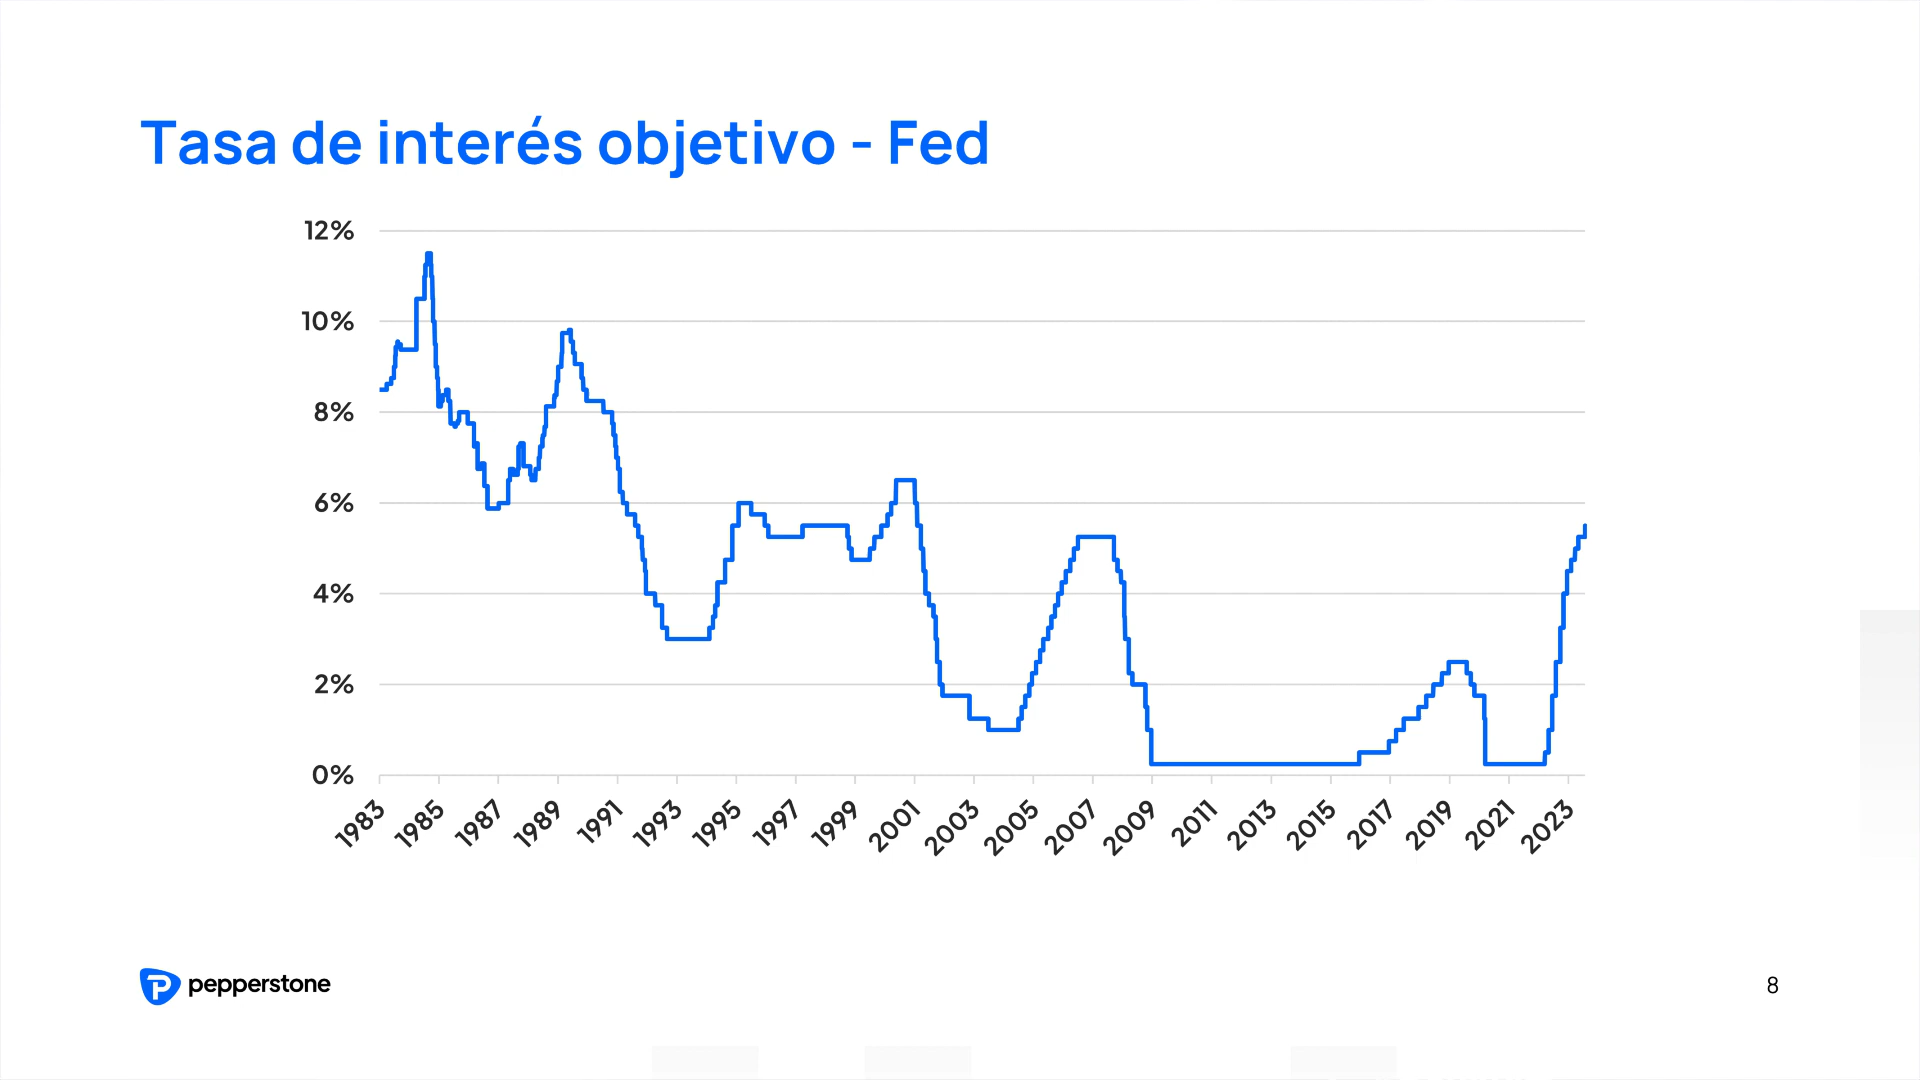 Tasa de interés objetivo - Fed
12%
10%
8%
6%
4%
2%
0%
1983 1985 1987 1989 1991 1993 1995 1997 1999 2001 2003 2005 2007 2009 2011 2013 2015 2017 2019 2021 2023
pepperstone
8